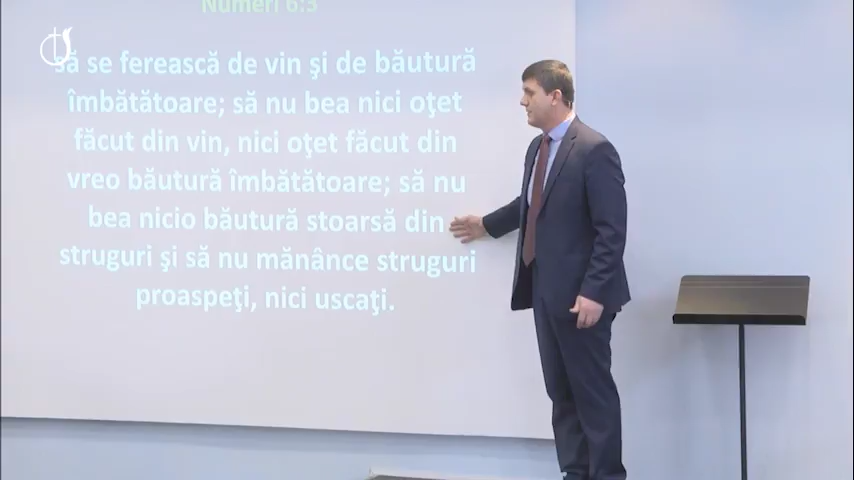 Numeri 6:3
să se ferească de vin şi de băutură
îmbătătoare; să nu bea nici oţet
făcut din vin, nici oţet făcut din
vreo băutură îmbătătoare; să nu
bea nicio băutură stoarsă din
struguri şi să nu mănânce struguri
proaspeţi, nici uscaţi.